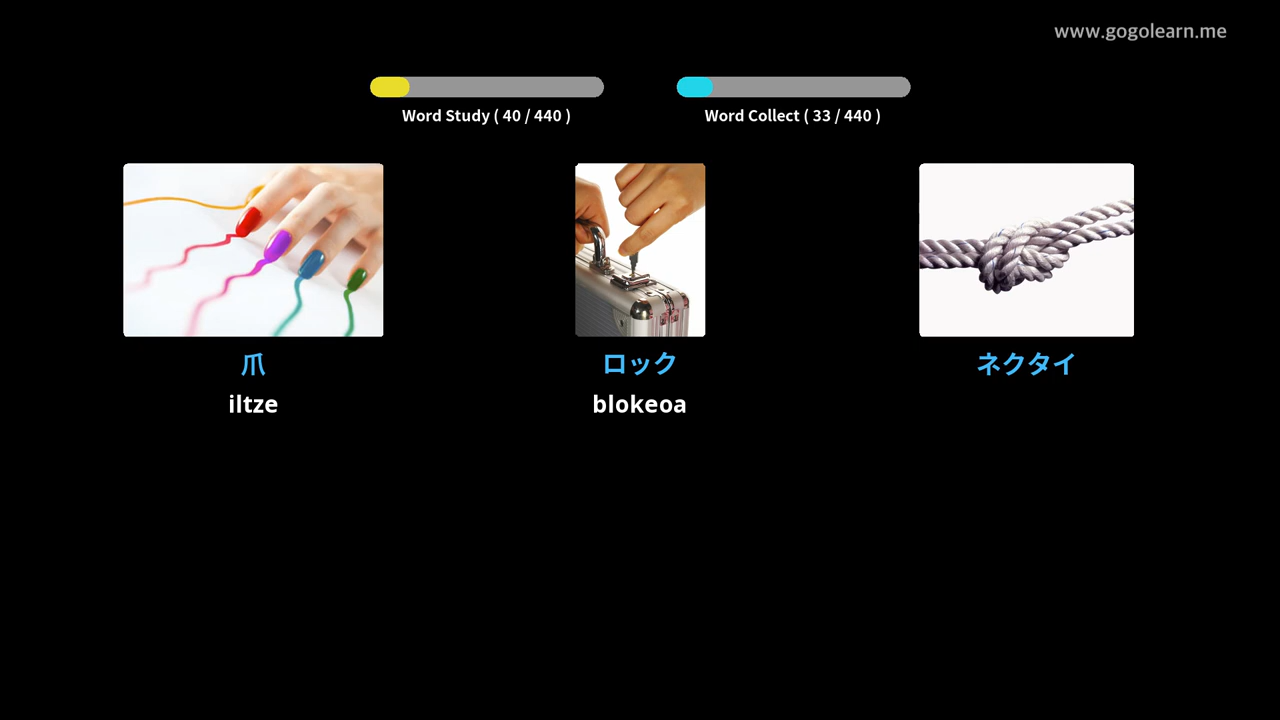 www.gogolearn.me
Word Study ( 40 / 440 )
Word Collect ( 33 / 440 )
爪
ロック
ネクタイ
iltze
blokeoa